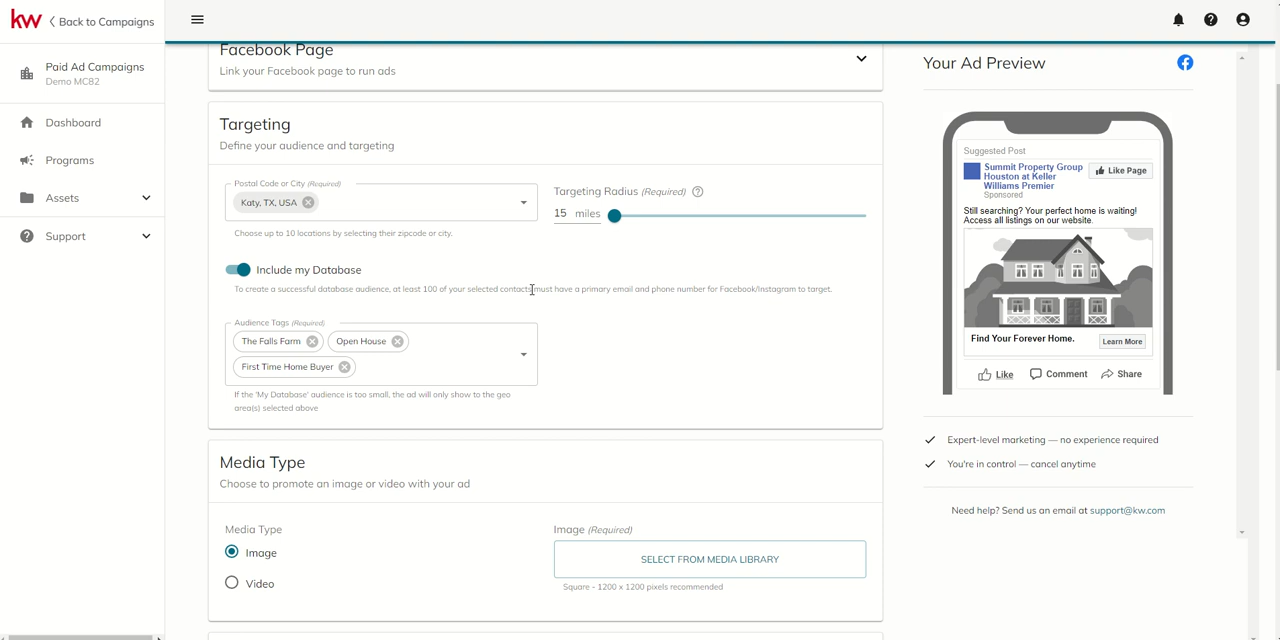 kw
Back to Campaigns
Paid Ad Campaigns
Demo MC82
Dashboard
Programs
Assets
Support
Facebook Page
Link your Facebook page to run ads
Targeting
Define your audience and targeting
Postal Code or City (Required)
Katy, TX, USA
Choose up to 10 locations by selecting their zipcode or city.
Targeting Radius (Required)
15 miles
Include my Database
To create a successful database audience, at least 100 of your selected contacts must have a primary email and phone number for Facebook/Instagram to target.
Audience Tags (Required)
The Falls Farm
Open House
First Time Home Buyer
If the 'My Database' audience is too small, the ad will only show to the geo
area(s) selected above
Media Type
Choose to promote an image or video with your ad
Media Type
Image
Video
Image (Required)
SELECT FROM MEDIA LIBRARY
Square - 1200 x 1200 pixels recommended
Your Ad Preview
Suggested Post
Summit Property Group
Houston at Keller
Williams Premier
Sponsored
Like Page
Still searching? Your perfect home is waiting!
Access all listings on our website.
Find Your Forever Home.
Learn More
Like
Comment
Share
Expert-level marketing — no experience required
You're in control — cancel anytime
Need help? Send us an email at support@kw.com